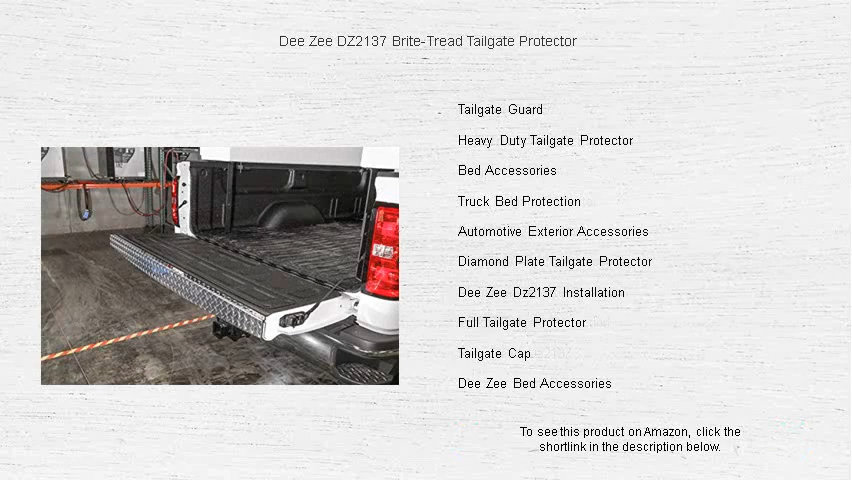 Dee Zee DZ2137 Brite-Tread Tailgate Protector
Tailgate Guard
Heavy Duty Tailgate Protector
Bed Accessories
Truck Bed Protection
Automotive Exterior Accessories
Diamond Plate Tailgate Protector
Dee Zee Dz2137 Installation
Full Tailgate Protector
Tailgate Cap
Dee Zee Bed Accessories
To see this product on Amazon, click the
shortlink in the description below.